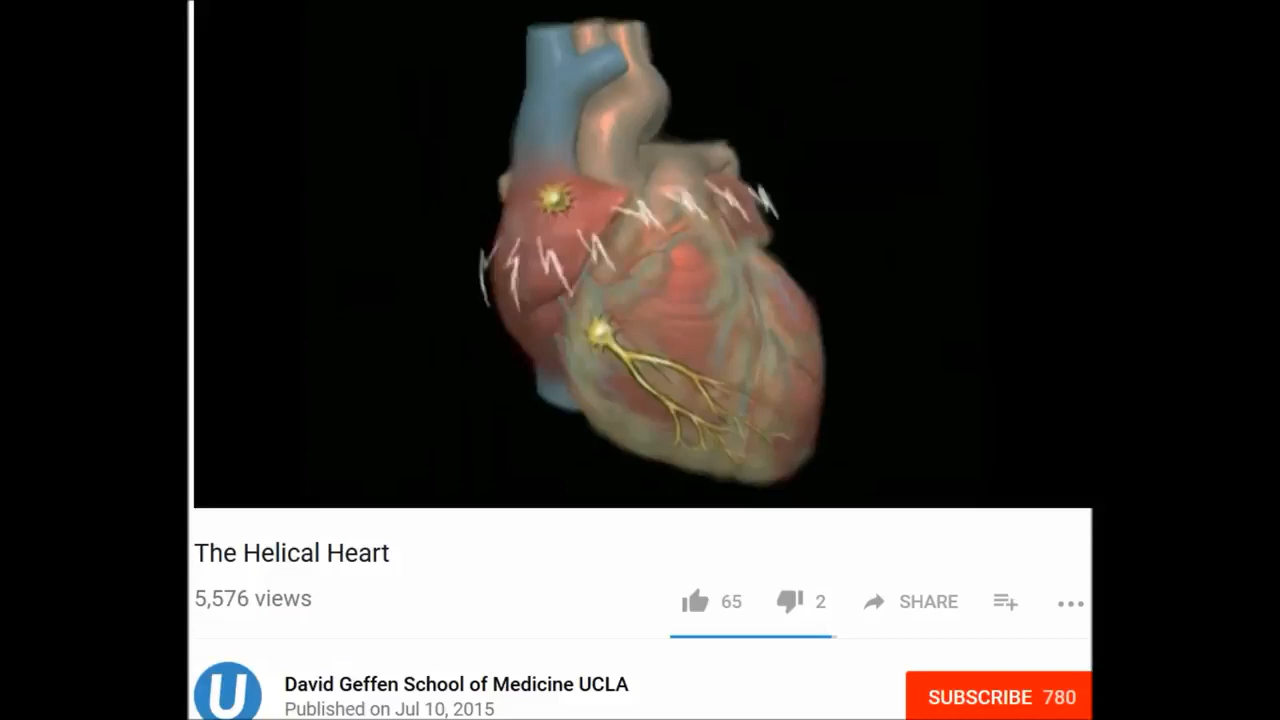 The Helical Heart
5,576 views
65
2
SHARE
U
David Geffen School of Medicine UCLA
Published on Jul 10, 2015
SUBSCRIBE 780